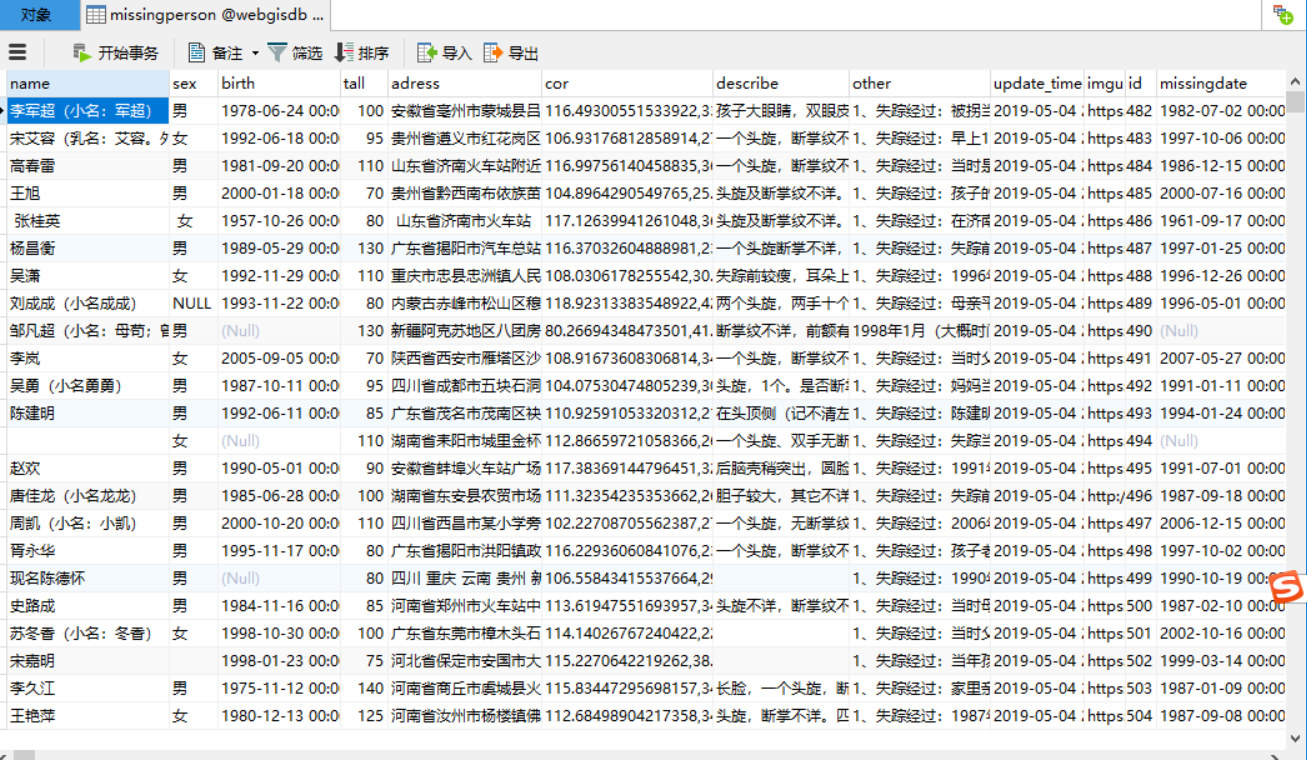 对象 missingperson @webgisdb ...
开始事务 备注 筛选 排序 导入 导出
name sex birth tall adress cor describe other update_time imgu id missingdate
李军超（小名：军超） 男 1978-06-24 00:0 100 安徽省亳州市蒙城县吕 116.49300551533922,3 孩子大眼睛，双眼皮 1、失踪经过：被拐当 2019-05-04 https 482 1982-07-02 00:00
宋艾容（乳名：艾容。 女 1992-06-18 00:0 95 贵州省遵义市红花岗区 106.93176812858914,2 一个头旋，断掌纹不 1、失踪经过：早上1 2019-05-04 https 483 1997-10-06 00:00
高春雷 男 1981-09-20 00:0 110 山东省济南火车站附近 116.99756140458835,3 一个头旋，断掌纹不 1、失踪经过：当时是 2019-05-04 https 484 1986-12-15 00:00
王旭 男 2000-01-18 00:0 70 贵州省黔西南布依族苗 104.8964290549765,25. 头旋及断掌纹不详。 1、失踪经过：孩子的 2019-05-04 https 485 2000-07-16 00:00
张桂英 女 1957-10-26 00:0 80 山东省济南市火车站 117.12639941261048,3 头旋及断掌纹不详。 1、失踪经过：在济南 2019-05-04 https 486 1961-09-17 00:00
杨昌衡 男 1989-05-29 00:0 130 广东省揭阳市汽车总站 116.37032604888981,2 一个头旋断掌不详， 1、失踪经过：失踪前 2019-05-04 https 487 1997-01-25 00:00
吴潇 女 1992-11-29 00:0 110 重庆市忠县忠洲镇人民 108.0306178255542,30. 失踪前较瘦，耳朵上 1、失踪经过：1996 2019-05-04 https 488 1996-12-26 00:00
刘成成（小名成成） NULL 1993-11-22 00:0 80 内蒙古赤峰市松山区穆 118.92313383548922,4 两个头旋，两手十个 1、失踪经过：母亲平 2019-05-04 https 489 1996-05-01 00:00
邹凡超（小名：母苟； 男 (Null) 130 新疆阿克苏地区八团房 80.26694348473501,41. 断掌纹不详，前额有 1998年1月（大概时间 2019-05-04 https 490 (Null)
李岚 女 2005-09-05 00:0 70 陕西省西安市雁塔区沙 108.91673608306814,3 一个头旋，断掌纹不 1、失踪经过：当时父 2019-05-04 https 491 2007-05-27 00:00
吴勇（小名勇勇） 男 1987-10-11 00:0 95 四川省成都市五块石洞 104.07530474805239,3 头旋，1个。是否断 1、失踪经过：妈妈当 2019-05-04 https 492 1991-01-11 00:00
陈建明 男 1992-06-11 00:0 85 广东省茂名市茂南区袂 110.92591053320312,2 在头顶侧（记不清左 1、失踪经过：陈建明 2019-05-04 https 493 1994-01-24 00:00
女 (Null) 110 湖南省耒阳市城里金杯 112.86659721058366,2 一个头旋、双手无断 1、失踪经过：失踪当 2019-05-04 https 494 (Null)
赵欢 男 1990-05-01 00:0 90 安徽省蚌埠火车站广场 117.38369144796451,3 后脑壳稍突出，圆脸 1、失踪经过：1991 2019-05-04 https 495 1991-07-01 00:00
唐佳龙（小名龙龙） 男 1985-06-28 00:0 100 湖南省东安县农贸市场 111.32354235353662,2 胆子较大，其它不详 1、失踪经过：失踪前 2019-05-04 http:/ 496 1987-09-18 00:00
周凯（小名：小凯） 男 2000-10-20 00:0 110 四川省西昌市某小学旁 102.22708705562387,2 一个头旋，无断掌纹 1、失踪经过：2006 2019-05-04 https 497 2006-12-15 00:00
胥永华 男 1995-11-17 00:0 80 广东省揭阳市洪阳镇政 116.22936060841076,2 一个头旋，断掌纹不 1、失踪经过：孩子老 2019-05-04 https 498 1997-10-02 00:00
现名陈德怀 男 (Null) 80 四川 重庆 云南 贵州 新 106.55843415537664,2 1、失踪经过：1990 2019-05-04 https 499 1990-10-19 00:
史路成 男 1984-11-16 00:0 85 河南省郑州市火车站中 113.61947551693957,3 头旋不详，断掌纹不 1、失踪经过：当时母 2019-05-04 https 500 1987-02-10 00:00
苏冬香（小名：冬香） 女 1998-10-30 00:0 100 广东省东莞市樟木头石 114.14026767240422,2 1、失踪经过：当时父 2019-05-04 https 501 2002-10-16 00:00
宋嘉明 1998-01-23 00:0 75 河北省保定市安国市大 115.2270642219262,38. 1、失踪经过：当年孩 2019-05-04 https 502 1999-03-14 00:00
李久江 男 1975-11-12 00:0 140 河南省商丘市虞城县火 115.83447295698157,3 长脸，一个头旋，断 1、失踪经过：家里亲 2019-05-04 https 503 1987-01-09 00:00
王艳萍 女 1980-12-13 00:0 125 河南省汝州市杨楼镇佛 112.68498904217358,3 头旋，断掌不详。四 1、失踪经过：1987 2019-05-04 https 504 1987-09-08 00:00